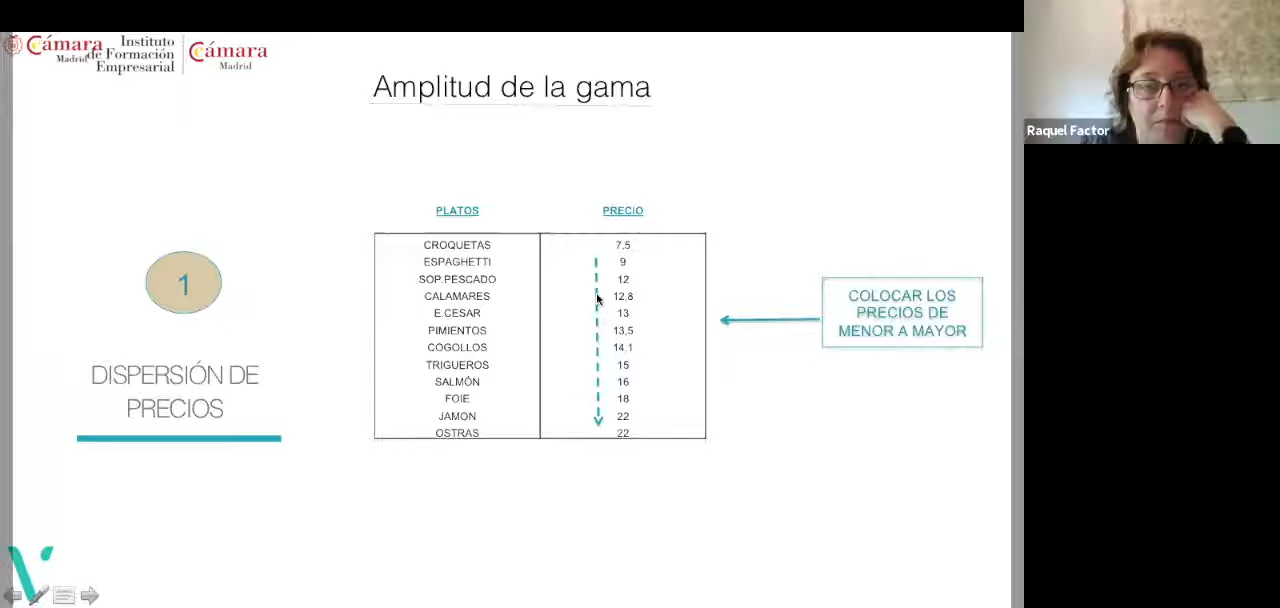 Cámara
Madrid
Instituto
de Formación
Empresarial
Cámara
Madrid
Amplitud de la gama
Raquel Factor
PLATOS PRECIO
CROQUETAS 7,5
ESPAGHETTI 9
SOP.PESCADO 12
CALAMARES 12,8
E.CESAR 13
PIMIENTOS 13,5
COGOLLOS 14,1
TRIGUEROS 15
SALMÓN 16
FOIE 18
JAMON 22
OSTRAS 22
1
DISPERSIÓN DE
PRECIOS
COLOCAR LOS
PRECIOS DE
MENOR A MAYOR